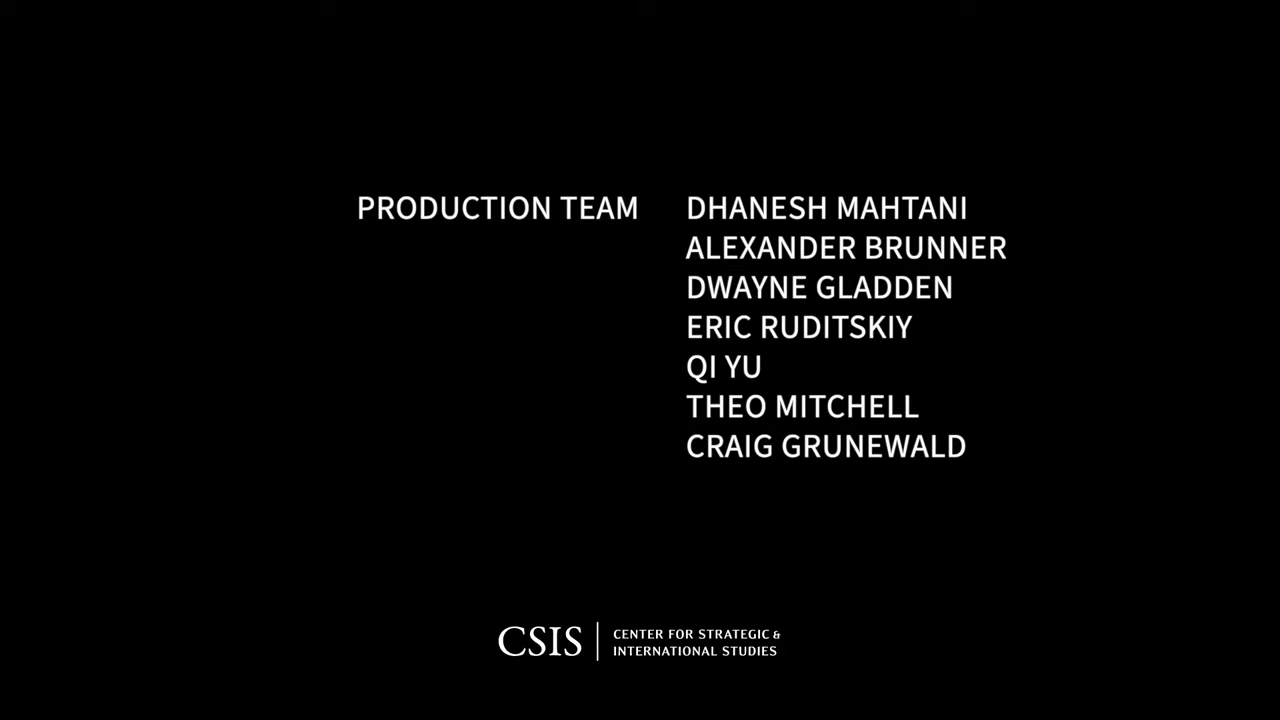 PRODUCTION TEAM DHANESH MAHTANI
ALEXANDER BRUNNER
DWAYNE GLADDEN
ERIC RUDITSKIY
QI YU
THEO MITCHELL
CRAIG GRUNEWALD
CSIS CENTER FOR STRATEGIC &
INTERNATIONAL STUDIES